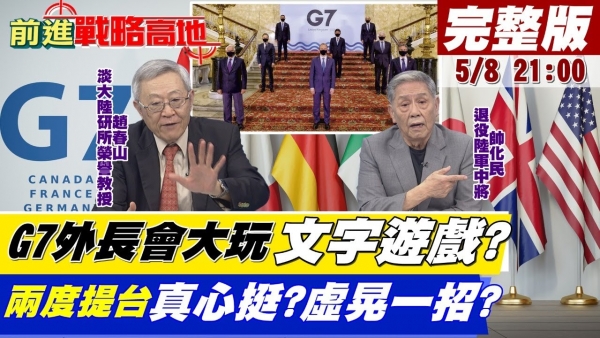 前進戰略高地
完整版
5/8 21:00
G7
G7
CANADA
FRANCE
GERMAN
趙春山
淡大陸研所榮譽教授
帥化民
退役陸軍中將
G7外長會大玩文字遊戲?
兩度提台真心挺?虛晃一招?